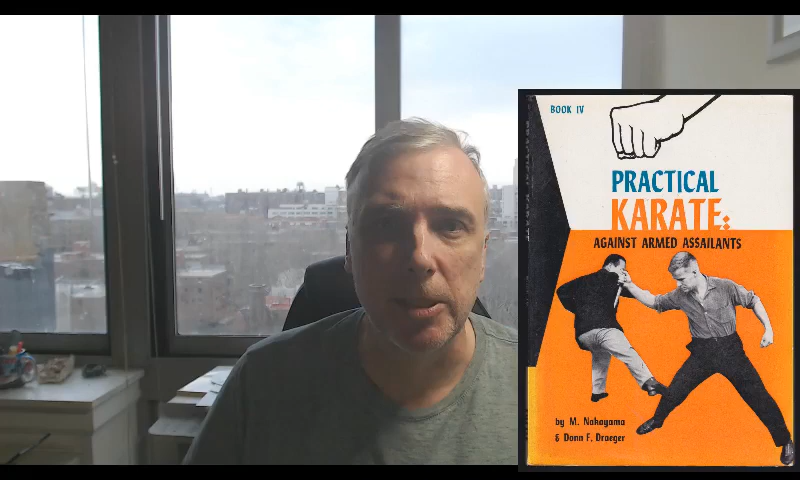 BOOK IV
PRACTICAL
KARATE:
AGAINST ARMED ASSAILANTS
by M. Nakayama
& Donn F. Draeger